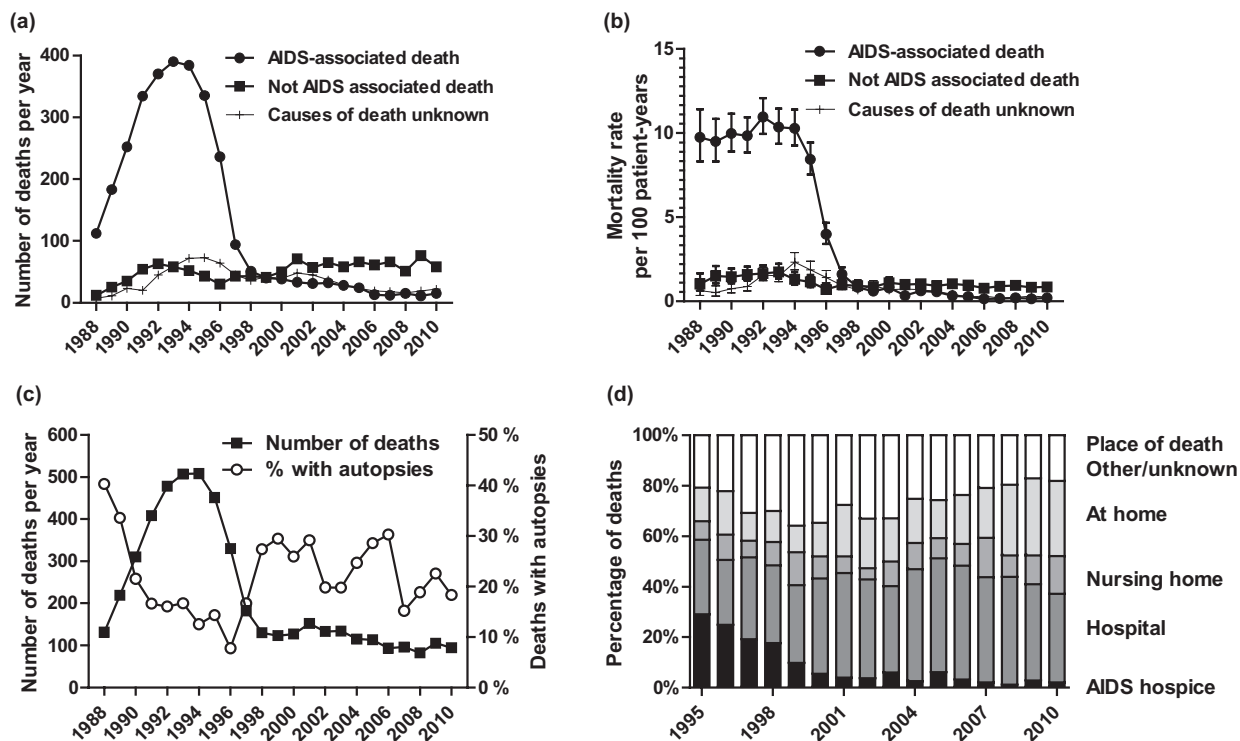 (a)
AIDS-associated death
Not AIDS associated death
Causes of death unknown
Number of deaths per year
400
300
200
100
0
1988
1990
1992
1994
1996
1998
2000
2002
2004
2006
2008
2010
(b)
AIDS-associated death
Not AIDS associated death
Causes of death unknown
Mortality rate
per 100 patient-years
15
10
5
0
1988
1990
1992
1994
1996
1998
2000
2002
2004
2006
2008
2010
(c)
Number of deaths
% with autopsies
Number of deaths per year
600
500
400
300
200
100
0
50 %
40 %
30 %
20 %
10 %
0 %
Deaths with autopsies
1988
1990
1992
1994
1996
1998
2000
2002
2004
2006
2008
2010
(d)
Percentage of deaths
100%
80%
60%
40%
20%
0%
1995
1998
2001
2004
2007
2010
Place of death
Other/unknown
At home
Nursing home
Hospital
AIDS hospice